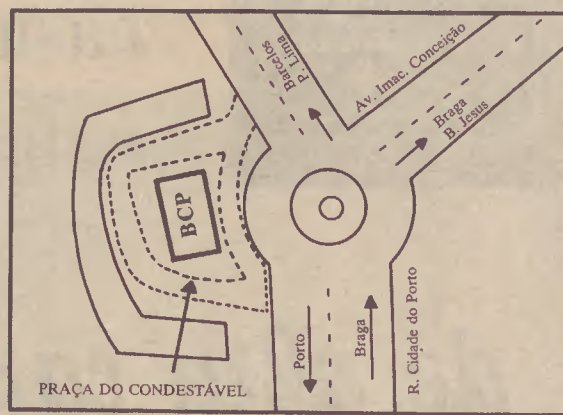 Barcelos
P. Lima
Av. Imac. Conceição
Braga
B. Jesus
BCP
Porto
Braga
R. Cidade do Porto
PRAÇA DO CONDESTÁVEL